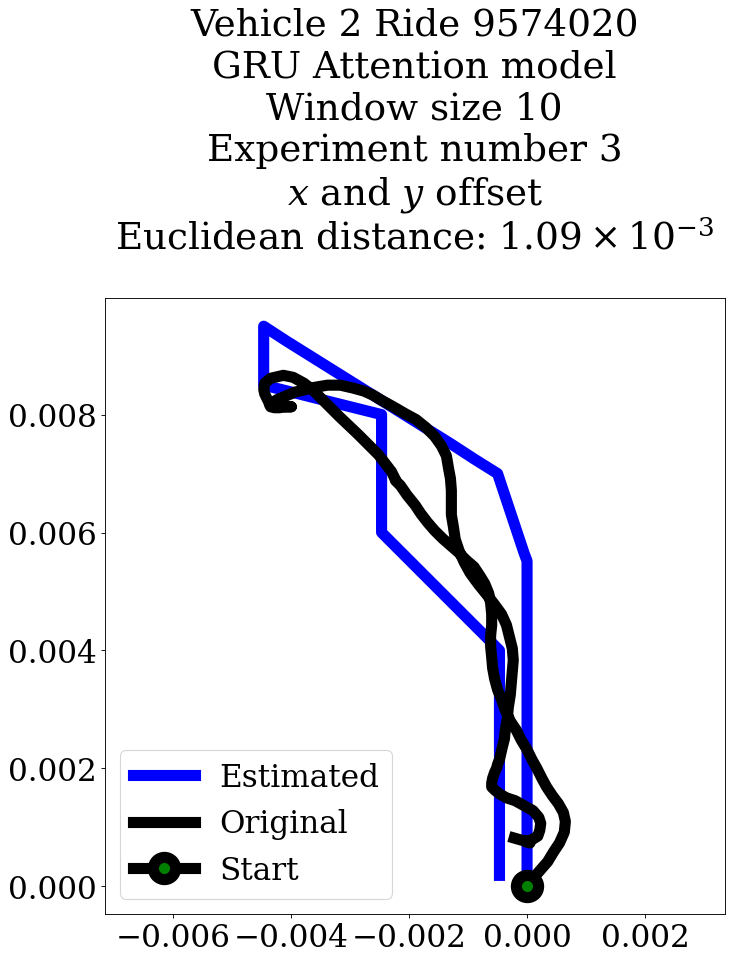 Vehicle 2 Ride 9574020
GRU Attention model
Window size 10
Experiment number 3
x and y offset
Euclidean distance: 1.09 × 10⁻³
0.008
0.006
0.004
0.002
0.000
Estimated
Original
Start
−0.006 −0.004 −0.002 0.000 0.002